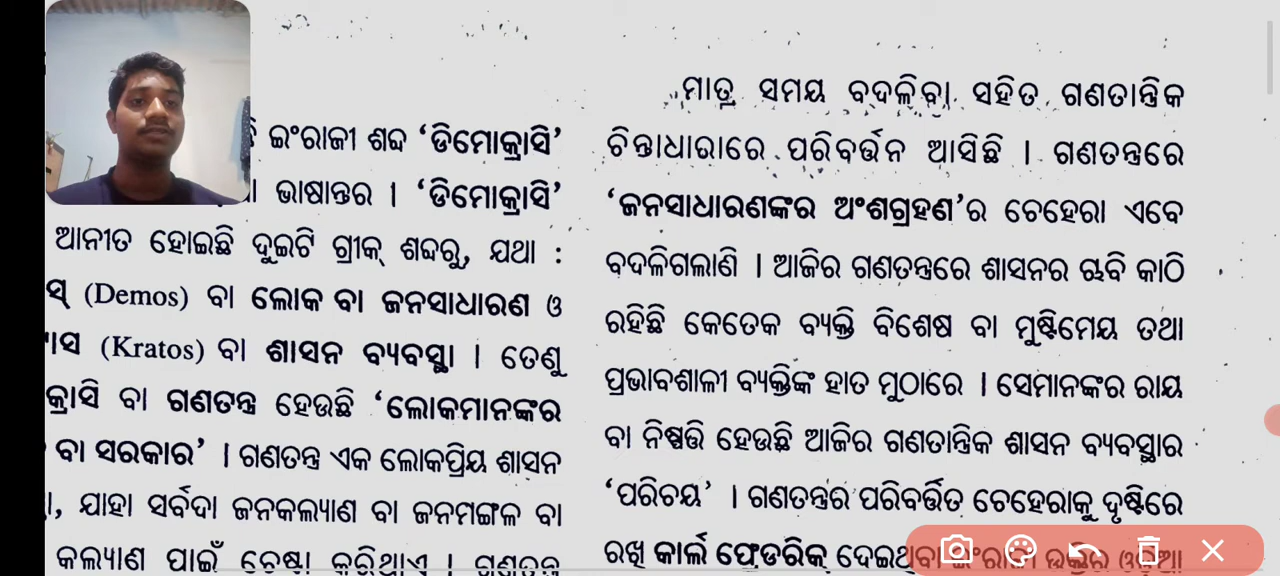 ଇଂରାଜୀ ଶବ୍ଦ ‘ଡିମୋକ୍ରାସି’
ଭାଷାନ୍ତର । ‘ଡିମୋକ୍ରାସି’
ଆନୀତ ହୋଇଛି ଦୁଇଟି ଗ୍ରୀକ୍ ଶବ୍ଦରୁ, ଯଥା :
(Demos) ବା ଲୋକ ବା ଜନସାଧାରଣ ଓ
(Kratos) ବା ଶାସନ ବ୍ୟବସ୍ଥା । ତେଣୁ
କ୍ରାସି ବା ଗଣତନ୍ତ୍ର ହେଉଛି ‘ଲୋକମାନଙ୍କର
ବା ସରକାର’ । ଗଣତନ୍ତ୍ର ଏକ ଲୋକପ୍ରିୟ ଶାସନ
ଯାହା ସର୍ବଦା ଜନକଲ୍ୟାଣ ବା ଜନମଙ୍ଗଳ ବା
କଲ୍ୟାଣ ପାଇଁ ଚେଷ୍ଟା କରିଥାଏ । ଗଣତନ୍ତ୍ର
ମାତ୍ର ସମୟ ବଦଳିବା ସହିତ ଗଣତାନ୍ତ୍ରିକ
ଚିନ୍ତାଧାରାରେ ପରିବର୍ତ୍ତନ ଆସିଛି । ଗଣତନ୍ତ୍ରରେ
‘ଜନସାଧାରଣଙ୍କର ଅଂଶଗ୍ରହଣ’ର ଚେହେରା ଏବେ
ବଦଳିଗଲାଣି । ଆଜିର ଗଣତନ୍ତ୍ରରେ ଶାସନର ଚାବି କାଠି
ରହିଛି କେତେକ ବ୍ୟକ୍ତି ବିଶେଷ ବା ମୁଷ୍ଟିମେୟ ତଥା
ପ୍ରଭାବଶାଳୀ ବ୍ୟକ୍ତିଙ୍କ ହାତ ମୁଠାରେ । ସେମାନଙ୍କର ରାୟ
ବା ନିଷ୍ପତ୍ତି ହେଉଛି ଆଜିର ଗଣତାନ୍ତ୍ରିକ ଶାସନ ବ୍ୟବସ୍ଥାର
‘ପରିଚୟ’ । ଗଣତନ୍ତ୍ରର ପରିବର୍ତ୍ତିତ ଚେହେରାକୁ ଦୃଷ୍ଟିରେ
ରଖି କାର୍ଲ ଫ୍ରେଡରିକ୍ ଦେଇଥିବା